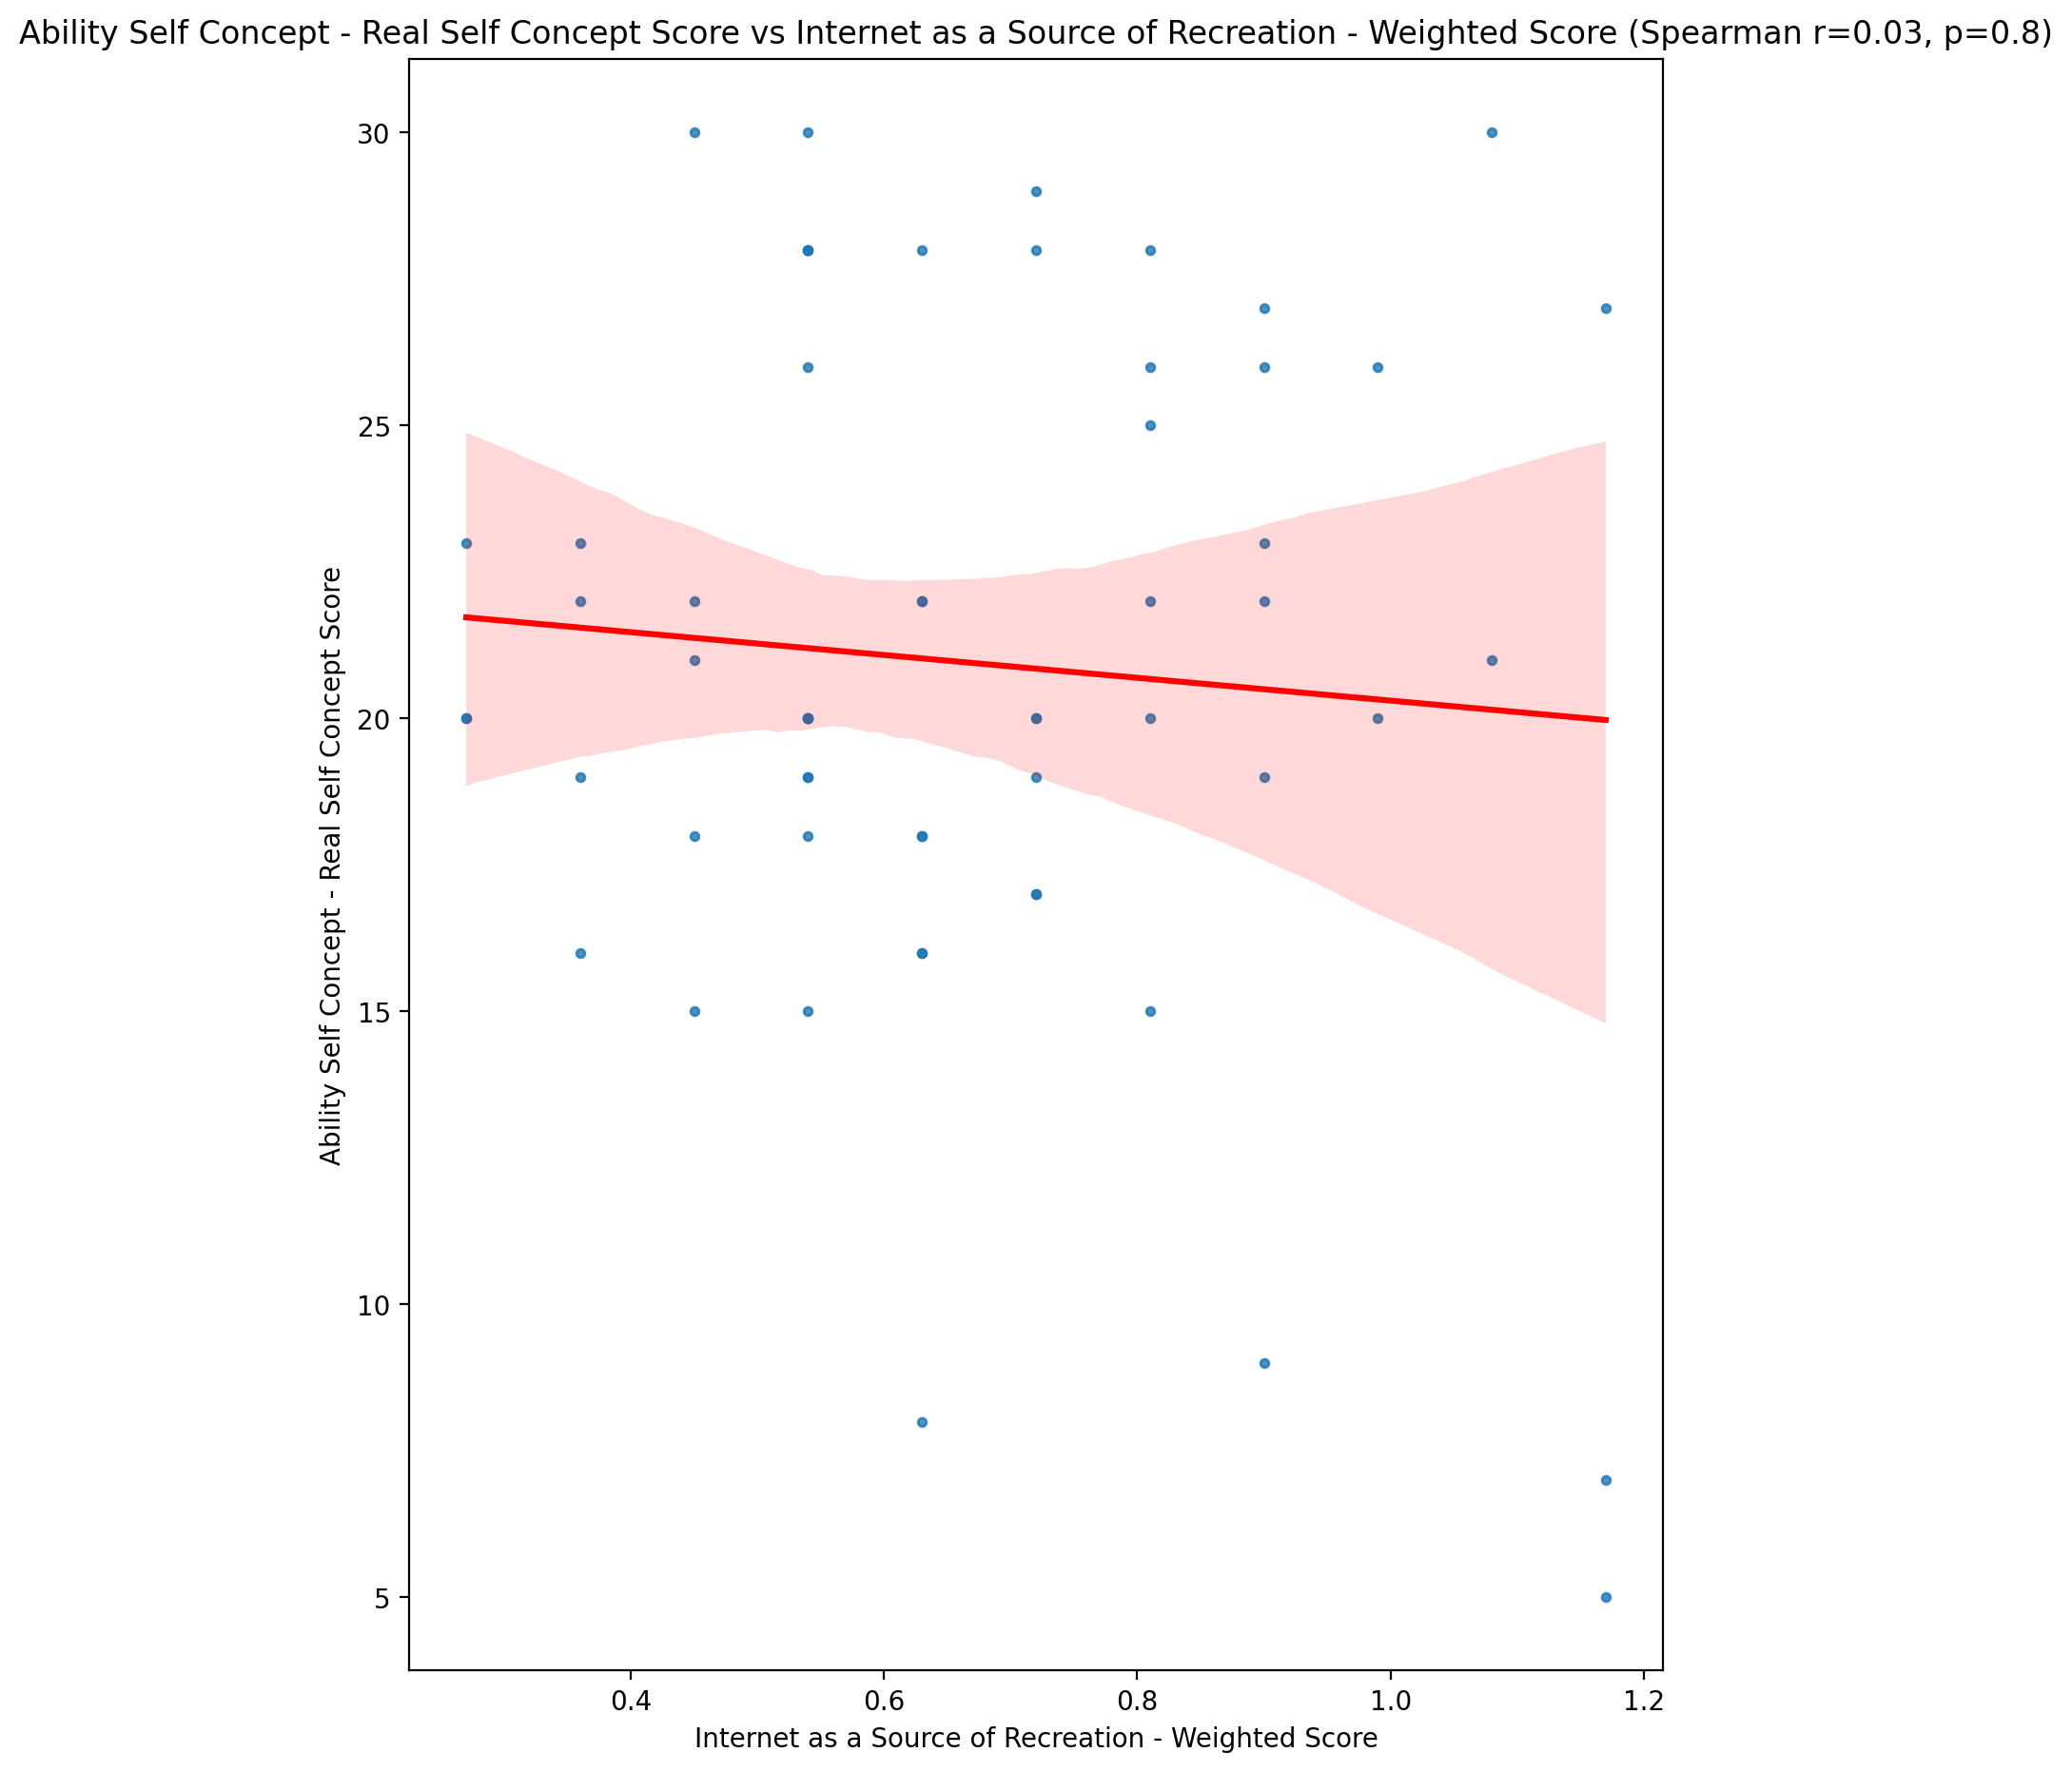 Ability Self Concept - Real Self Concept Score vs Internet as a Source of Recreation - Weighted Score (Spearman r=0.03, p=0.8)
30
25
20
15
10
5
Ability Self Concept - Real Self Concept Score
0.4 0.6 0.8 1.0 1.2
Internet as a Source of Recreation - Weighted Score